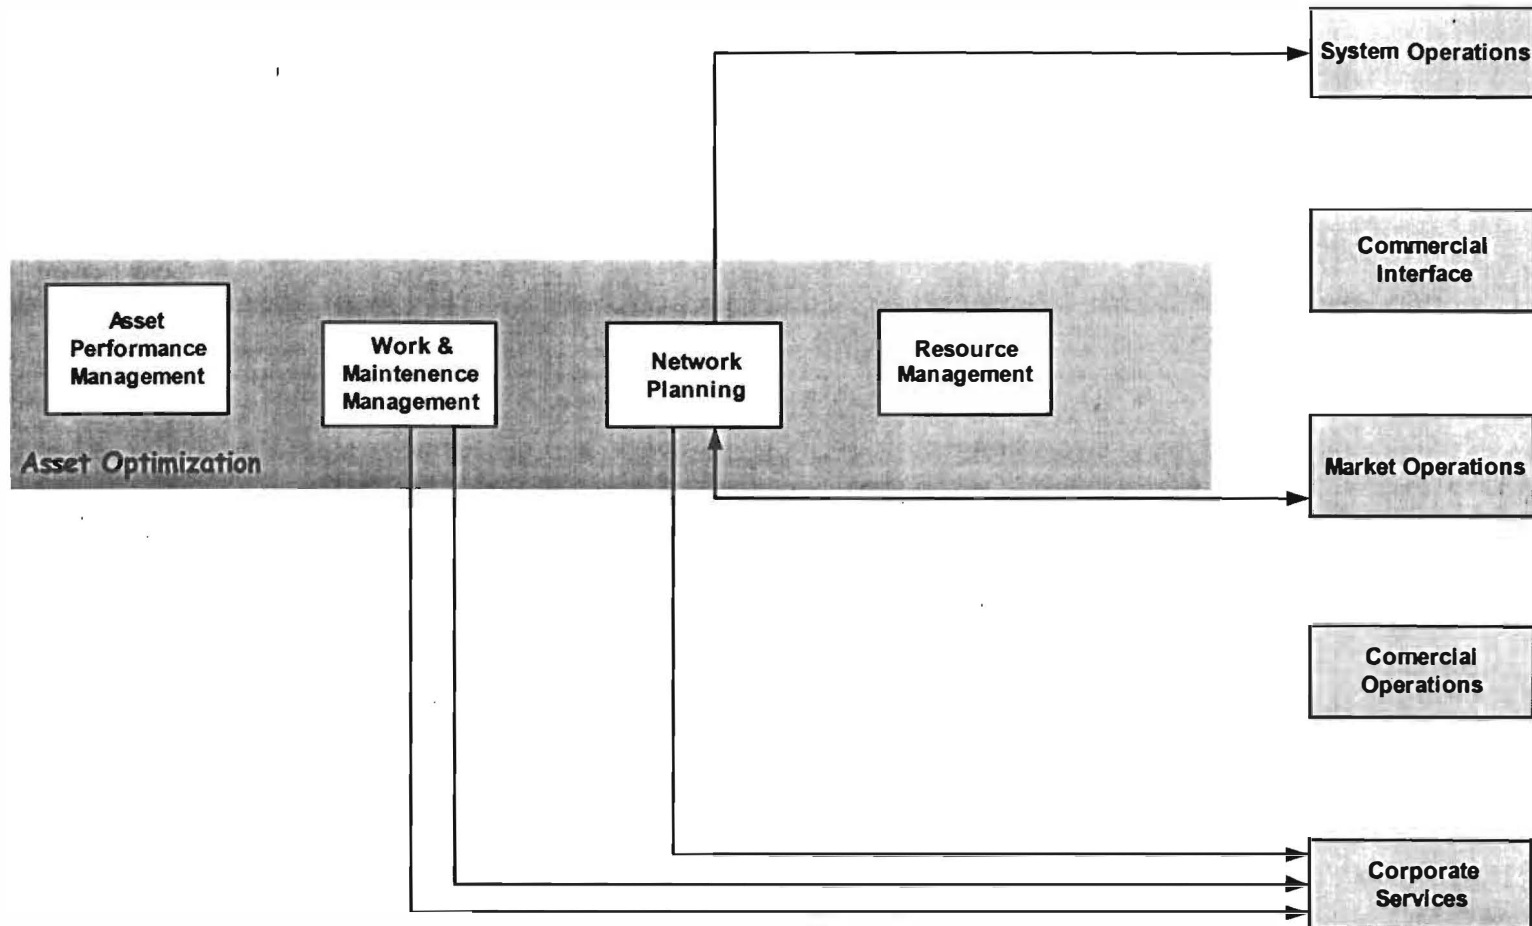 System Operations
Commercial
Interface
Asset
Performance
Management
Work &
Maintenence
Management
Network
Planning
Resource
Management
Asset Optimization
Market Operations
Comercial
Operations
Corporate
Services